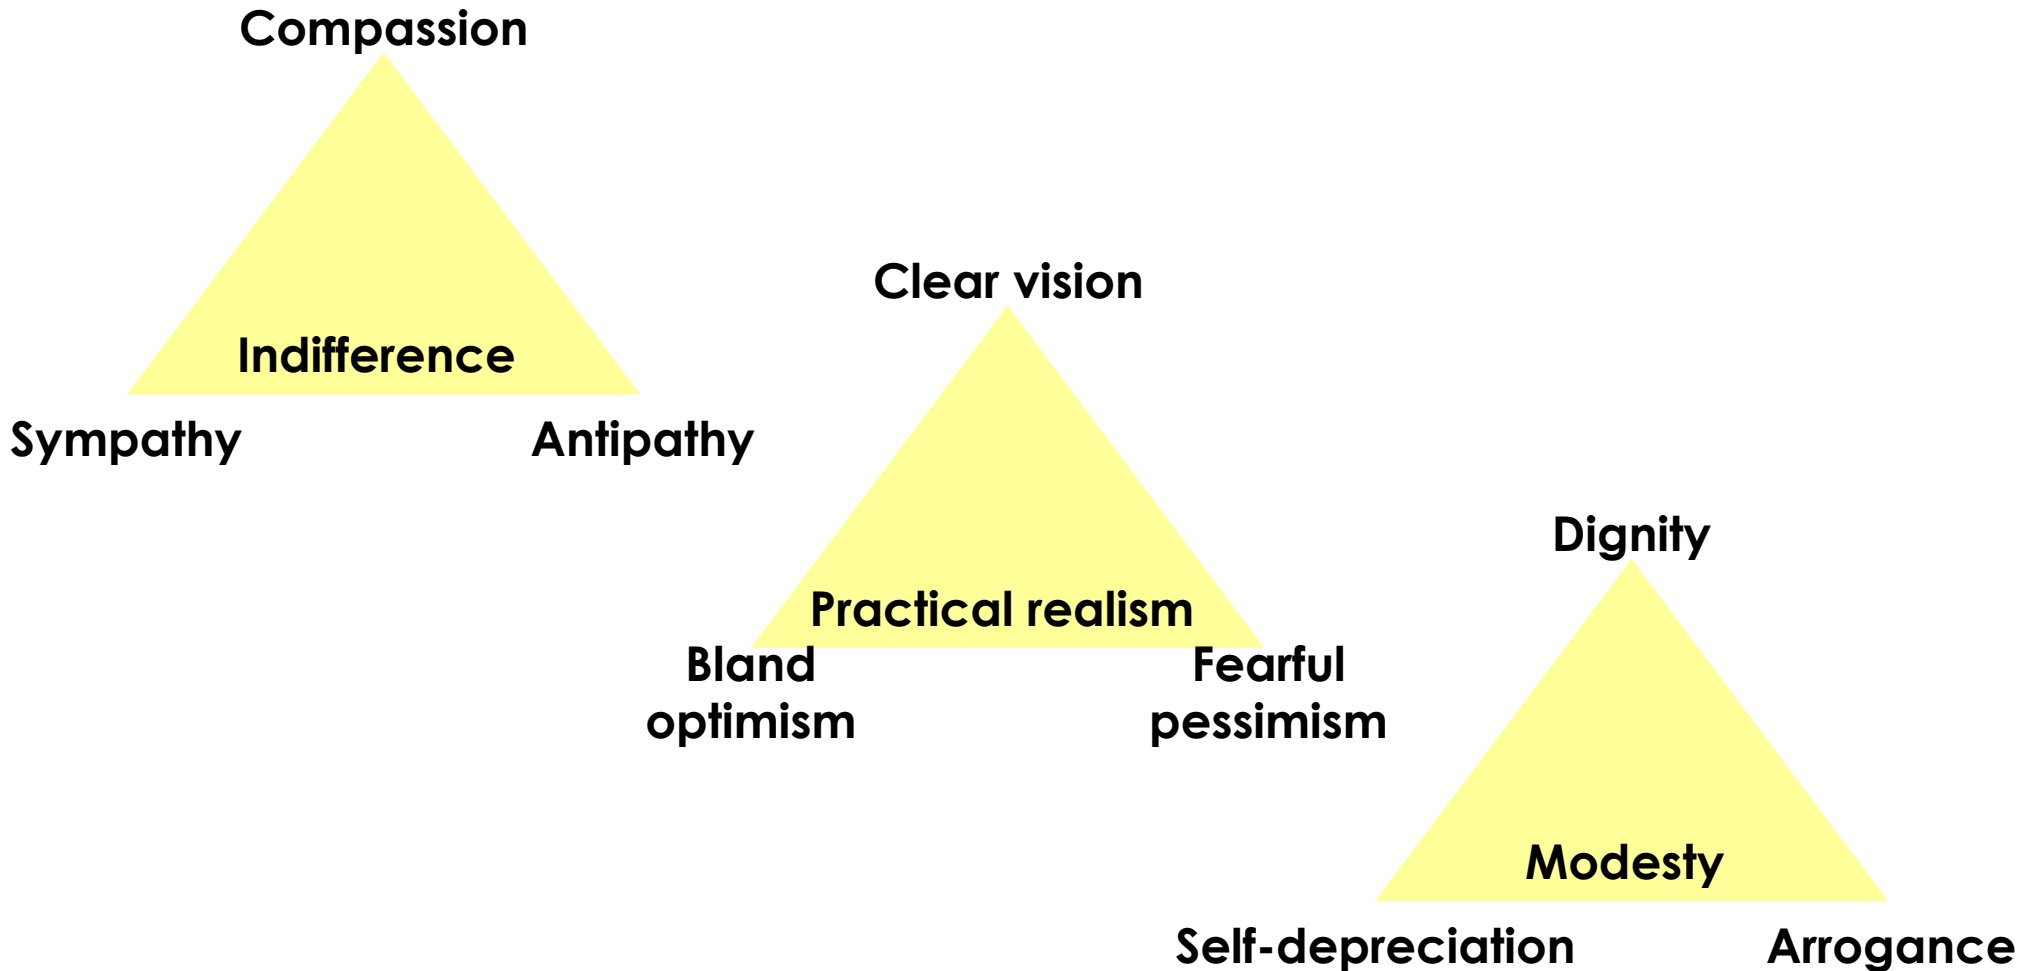 Compassion
Indifference
Sympathy
Antipathy
Clear vision
Practical realism
Bland
optimism
Fearful
pessimism
Dignity
Modesty
Self-depreciation
Arrogance